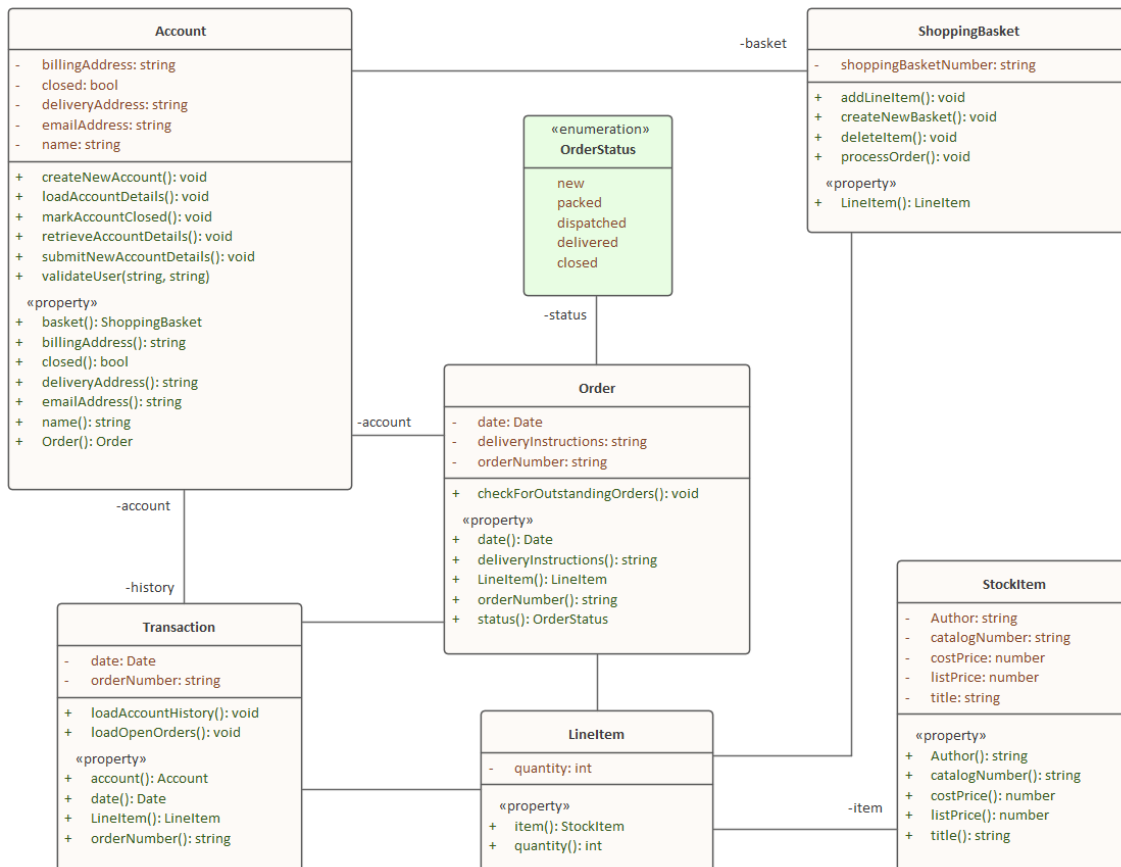 Account
- billingAddress: string
- closed: bool
- deliveryAddress: string
- emailAddress: string
- name: string
+ createNewAccount(): void
+ loadAccountDetails(): void
+ markAccountClosed(): void
+ retrieveAccountDetails(): void
+ submitNewAccountDetails(): void
+ validateUser(string, string)
«property»
+ basket(): ShoppingBasket
+ billingAddress(): string
+ closed(): bool
+ deliveryAddress(): string
+ emailAddress(): string
+ name(): string
+ Order(): Order
-basket
ShoppingBasket
- shoppingBasketNumber: string
+ addLineItem(): void
+ createNewBasket(): void
+ deleteItem(): void
+ processOrder(): void
«property»
+ LineItem(): LineItem
«enumeration»
OrderStatus
new
packed
dispatched
delivered
closed
-status
-account
Order
- date: Date
- deliveryInstructions: string
- orderNumber: string
+ checkForOutstandingOrders(): void
«property»
+ date(): Date
+ deliveryInstructions(): string
+ LineItem(): LineItem
+ orderNumber(): string
+ status(): OrderStatus
-account
-history
Transaction
- date: Date
- orderNumber: string
+ loadAccountHistory(): void
+ loadOpenOrders(): void
«property»
+ account(): Account
+ date(): Date
+ LineItem(): LineItem
+ orderNumber(): string
LineItem
- quantity: int
«property»
+ item(): StockItem
+ quantity(): int
-item
StockItem
- Author: string
- catalogNumber: string
- costPrice: number
- listPrice: number
- title: string
«property»
+ Author(): string
+ catalogNumber(): string
+ costPrice(): number
+ listPrice(): number
+ title(): string